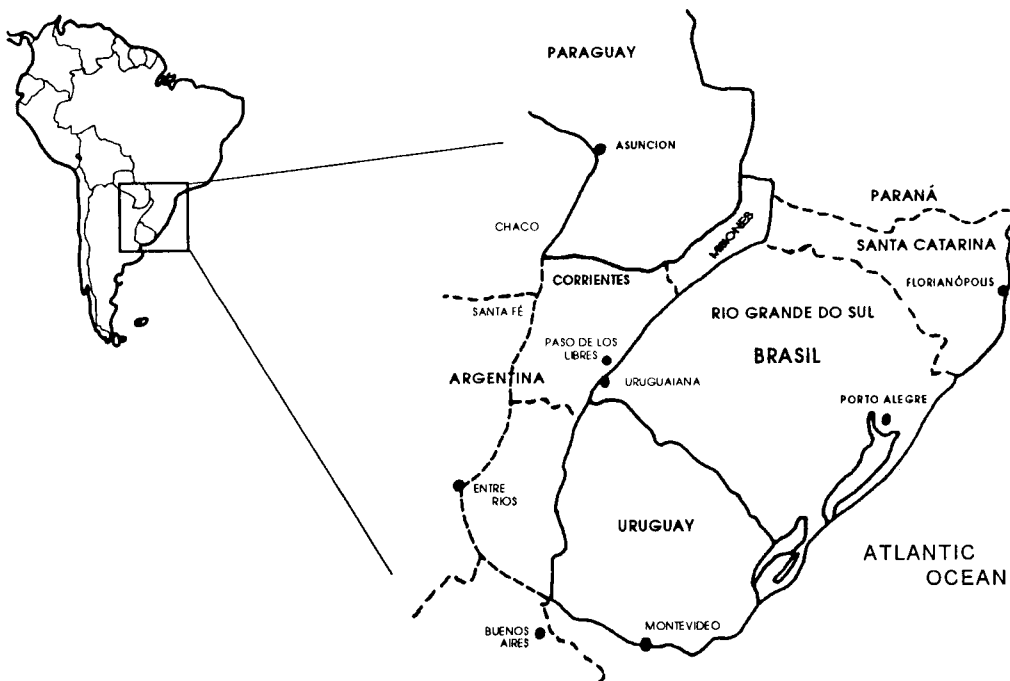 PARAGUAY
ASUNCION
PARANÁ
MISIONES
CHACO
SANTA CATARINA
CORRIENTES
FLORIANÓPOLIS
SANTA FÉ
RIO GRANDE DO SUL
PASO DE LOS
LIBRES
BRASIL
ARGENTINA
URUGUAIANA
PORTO ALEGRE
ENTRE
RIOS
URUGUAY
ATLANTIC
OCEAN
BUENOS
AIRES
MONTEVIDEO